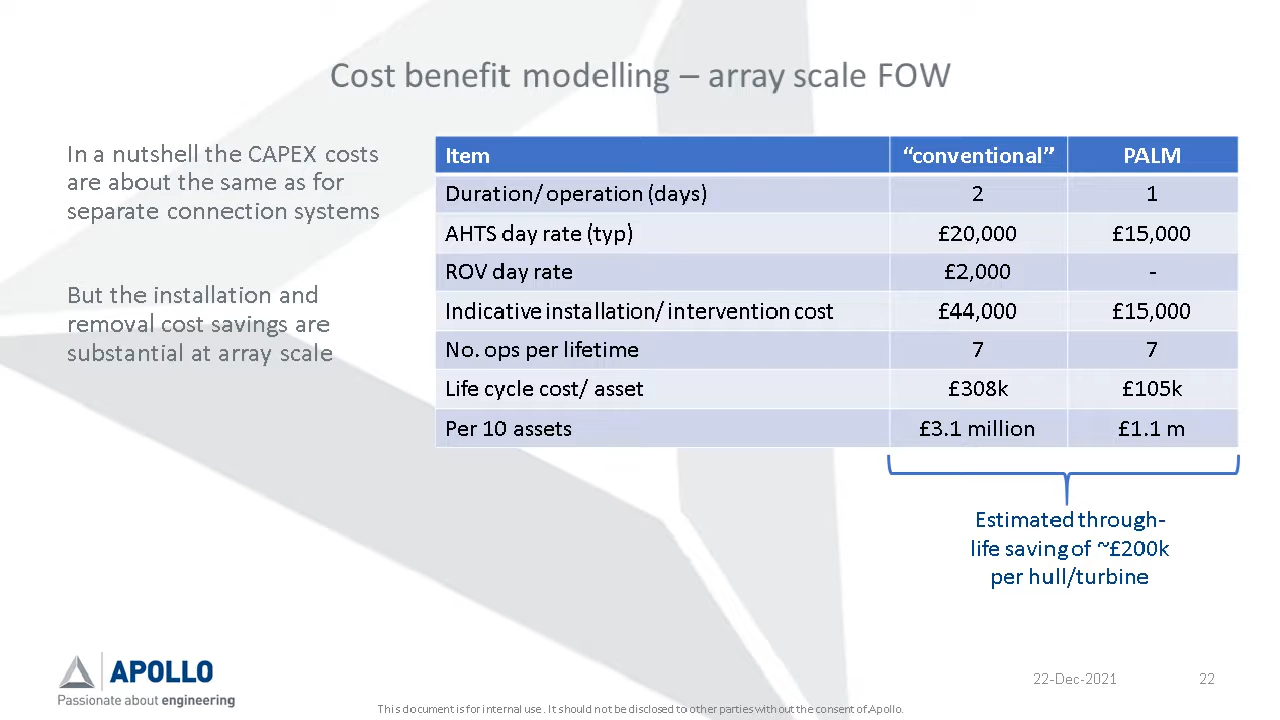 Cost benefit modelling – array scale FOW
In a nutshell the CAPEX costs
are about the same as for
separate connection systems
But the installation and
removal cost savings are
substantial at array scale
Item “conventional” PALM
Duration/ operation (days) 2 1
AHTS day rate (typ) £20,000 £15,000
ROV day rate £2,000 -
Indicative installation/ intervention cost £44,000 £15,000
No. ops per lifetime 7 7
Life cycle cost/ asset £308k £105k
Per 10 assets £3.1 million £1.1 m
Estimated through-
life saving of ~£200k
per hull/turbine
APOLLO
Passionate about engineering
22-Dec-2021
22
This document is for internal use. It should not be disclosed to other parties without the consent of Apollo.